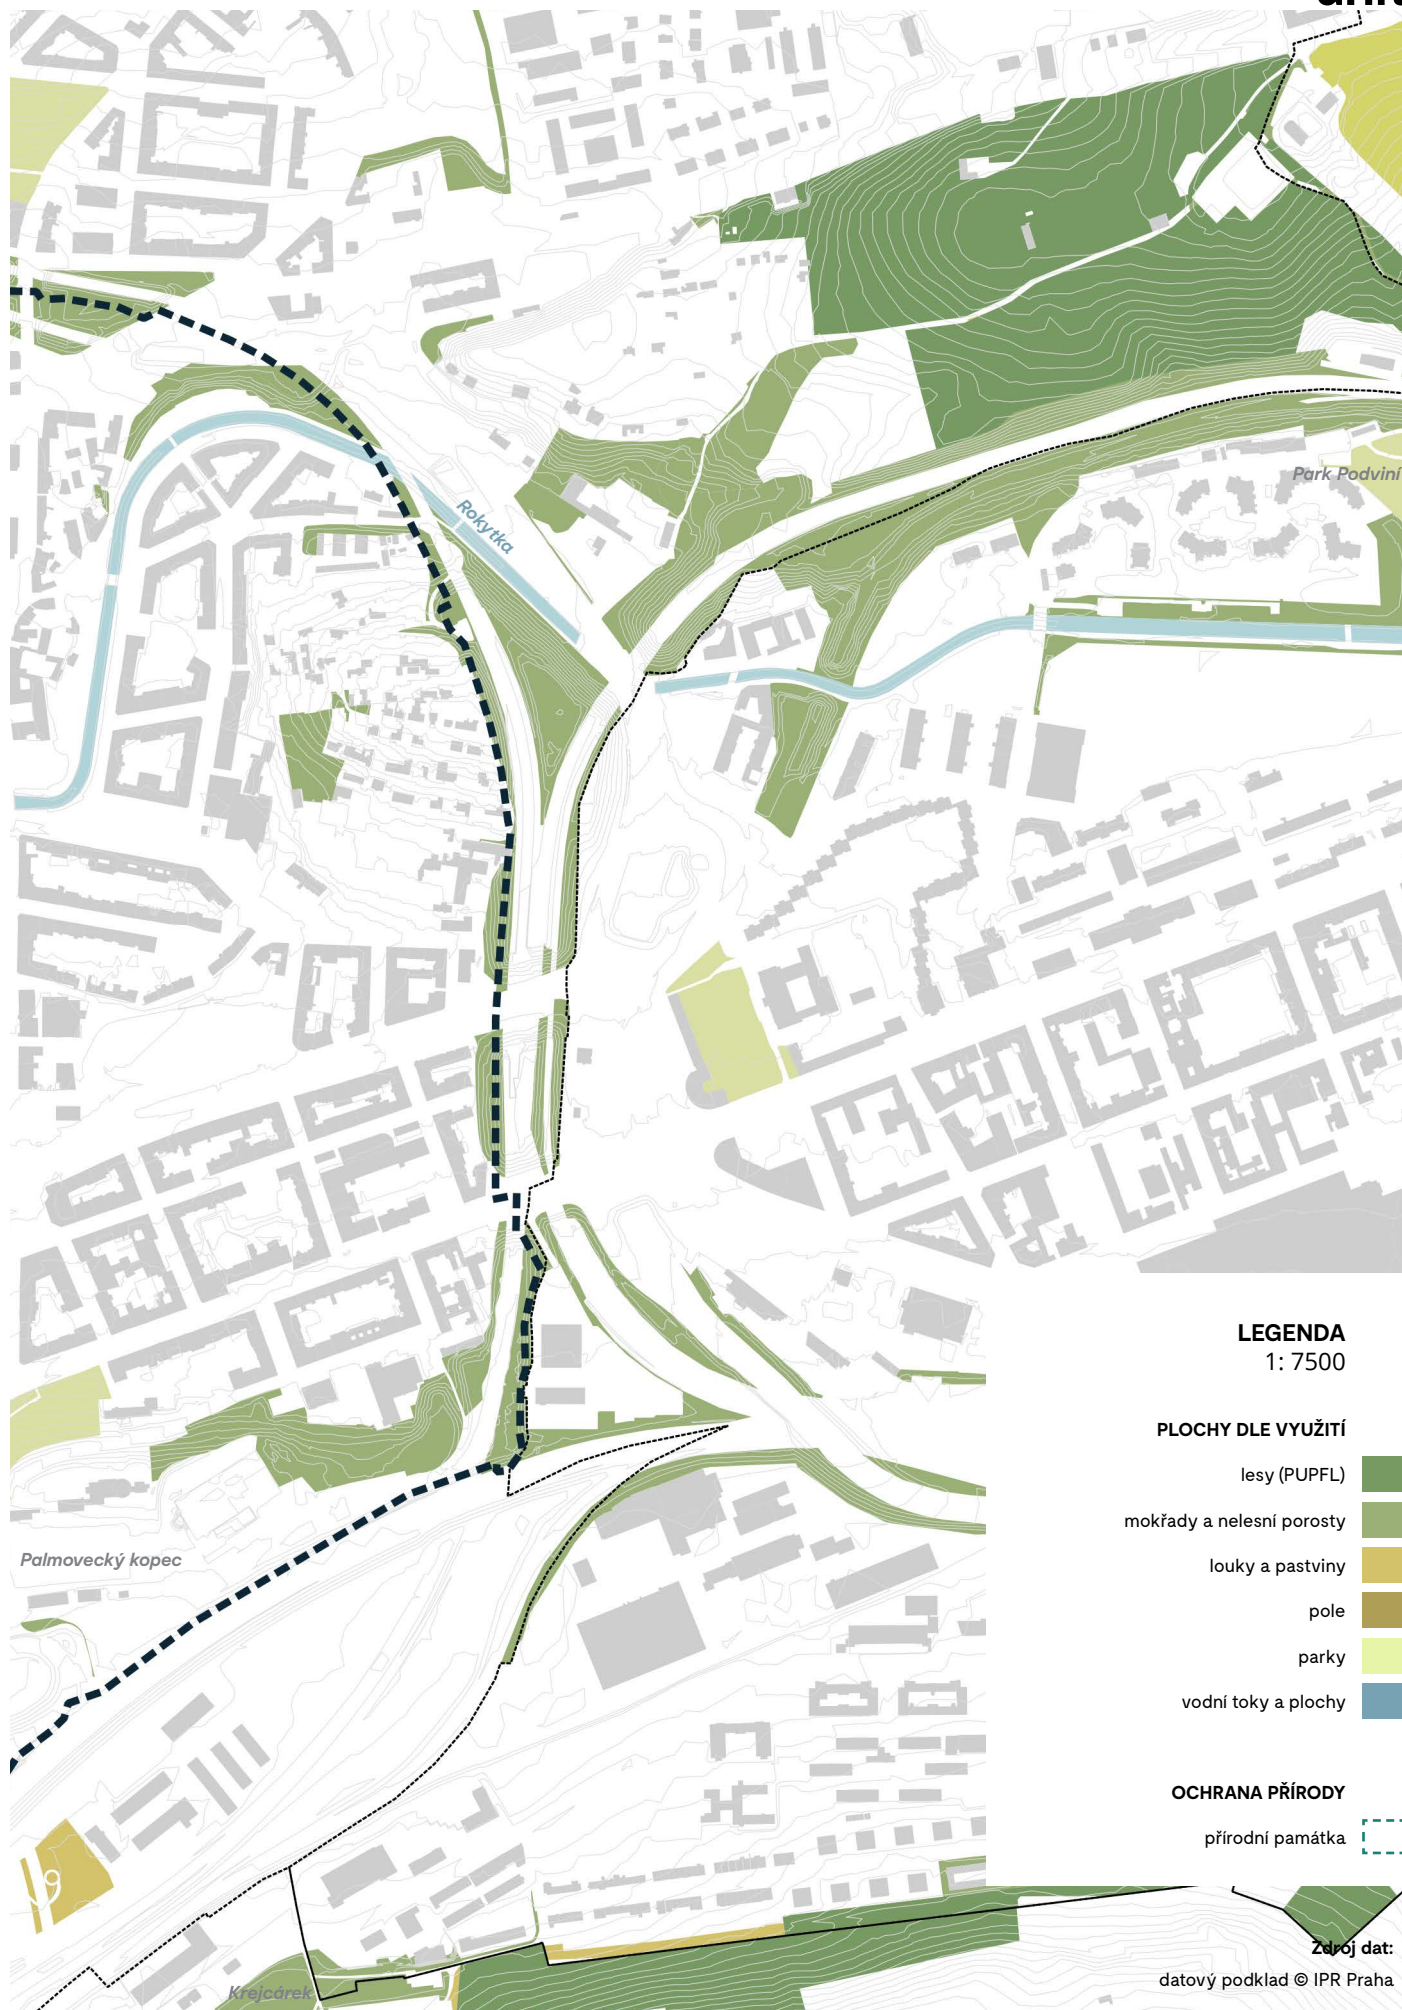 Park Podviní
Rokytka
LEGENDA
1: 7500
PLOCHY DLE VYUŽITÍ
lesy (PUPFL)
mokřady a nelesní porosty
louky a pastviny
pole
parky
vodní toky a plochy
Palmovecký kopec
OCHRANA PŘÍRODY
přírodní památka
Zdroj dat:
datový podklad © IPR Praha
Krejcárek